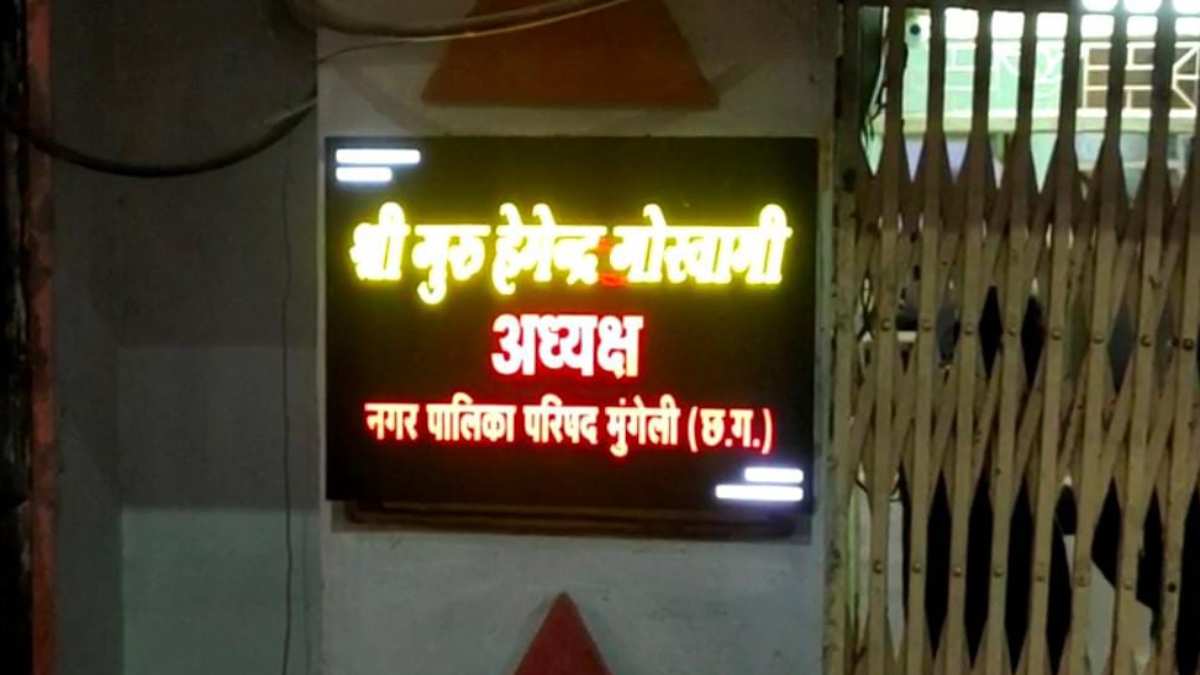 श्री गुरु हेमेन्द्र गोस्वामी
अध्यक्ष
नगर पालिका परिषद मुंगेली (छ.ग.)